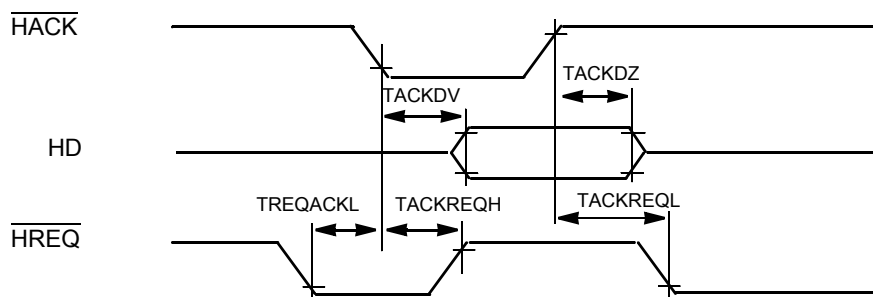 HACK
TACKDZ
TACKDV
HD
TREQACKL TACKREQH TACKREQL
HREQ